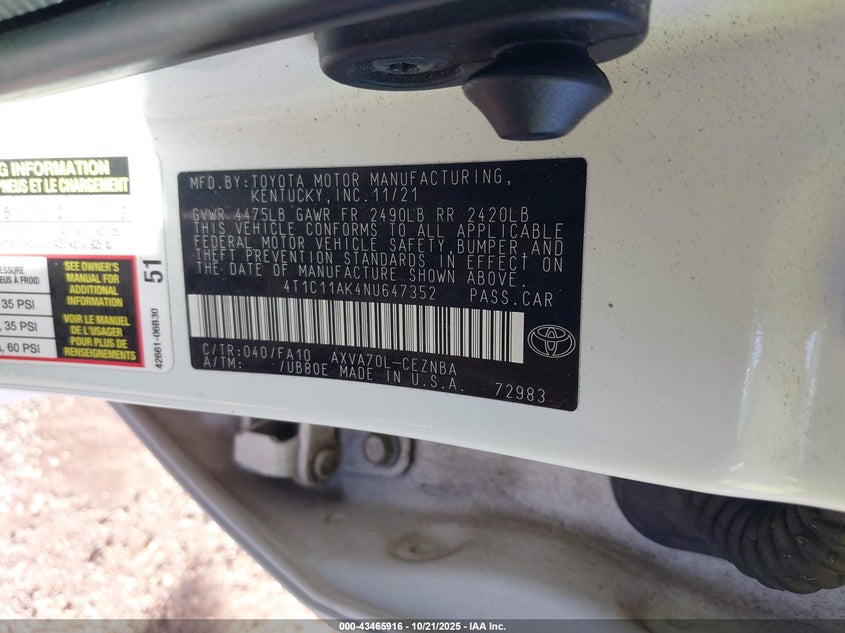 G INFORMATION
PNEUS ET LE CHARGEMENT
SEE OWNER'S
MANUAL FOR
ADDITIONAL
INFORMATION
VOIR LE MANUEL
DE L'USAGER
POUR PLUS DE
RENSEIGNEMENTS
35 PSI
35 PSI
60 PSI
42661-06B30
51
MFD.BY:TOYOTA MOTOR MANUFACTURING,
KENTUCKY,INC.11/21
GVWR 4475LB GAWR FR 2490LB RR 2420LB
THIS VEHICLE CONFORMS TO ALL APPLICABLE
FEDERAL MOTOR VEHICLE SAFETY,BUMPER,AND
THEFT PREVENTION STANDARDS IN EFFECT ON
THE DATE OF MANUFACTURE SHOWN ABOVE.
4T1C11AK4NU647352 PASS.CAR
C/TR:040/FA10 AXVA70L-CEZNBA
A/TM: /UB80E MADE IN U.S.A.
72983
000-43465916 - 10/21/2025 - IAA Inc.